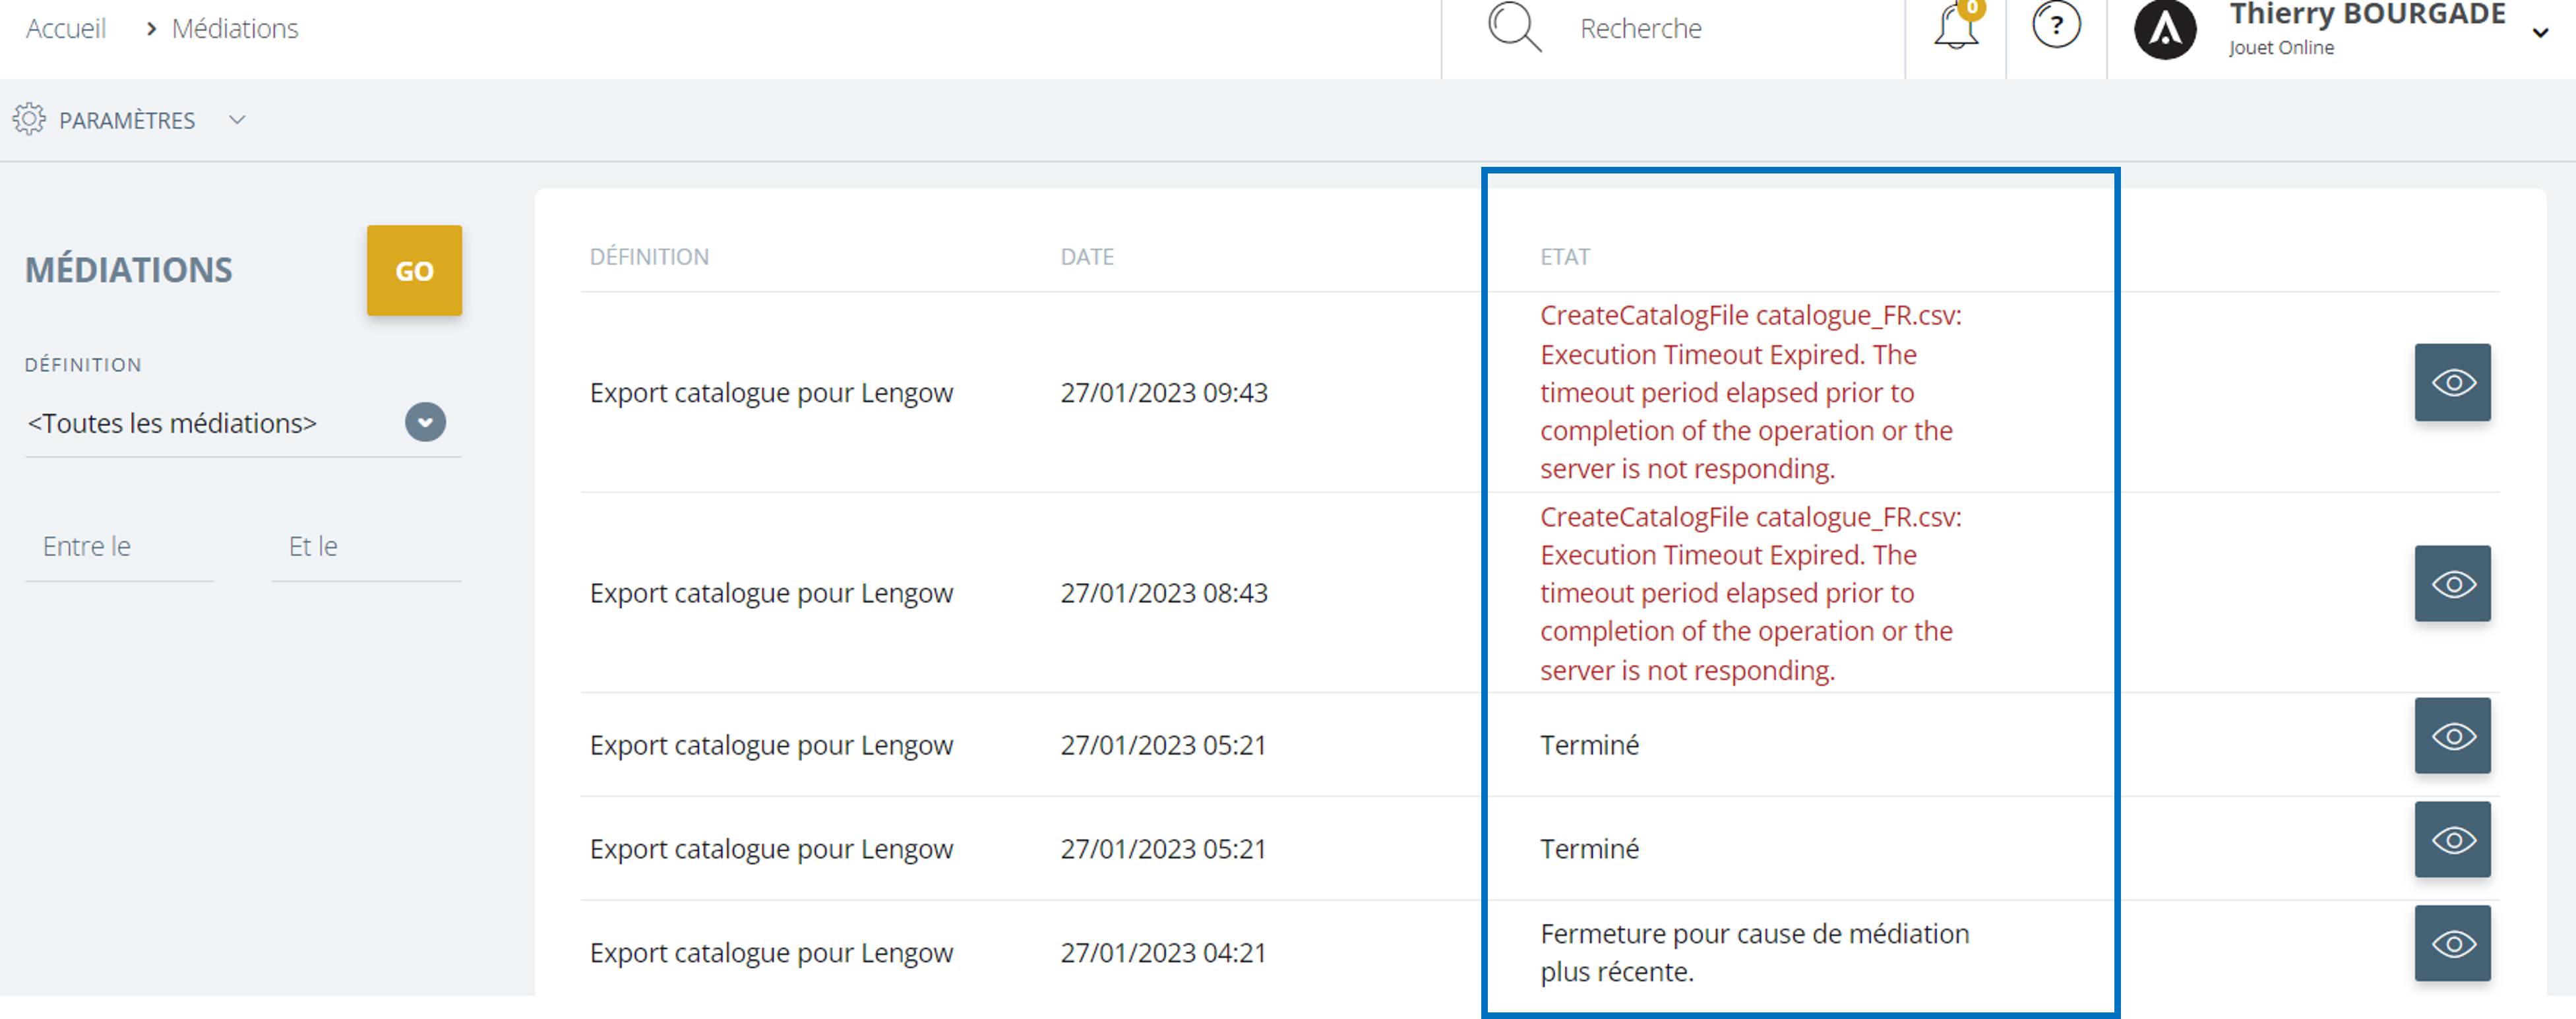 Accueil > Médiations
Recherche
0
?
Thierry BOURGADE
Jouet Online
PARAMÈTRES
MÉDIATIONS
GO
DÉFINITION
<Toutes les médiations>
Entre le
Et le
DÉFINITION DATE ETAT
Export catalogue pour Lengow 27/01/2023 09:43
CreateCatalogFile catalogue_FR.csv:
Execution Timeout Expired. The
timeout period elapsed prior to
completion of the operation or the
server is not responding.
Export catalogue pour Lengow 27/01/2023 08:43
CreateCatalogFile catalogue_FR.csv:
Execution Timeout Expired. The
timeout period elapsed prior to
completion of the operation or the
server is not responding.
Export catalogue pour Lengow 27/01/2023 05:21 Terminé
Export catalogue pour Lengow 27/01/2023 05:21 Terminé
Export catalogue pour Lengow 27/01/2023 04:21
Fermeture pour cause de médiation
plus récente.